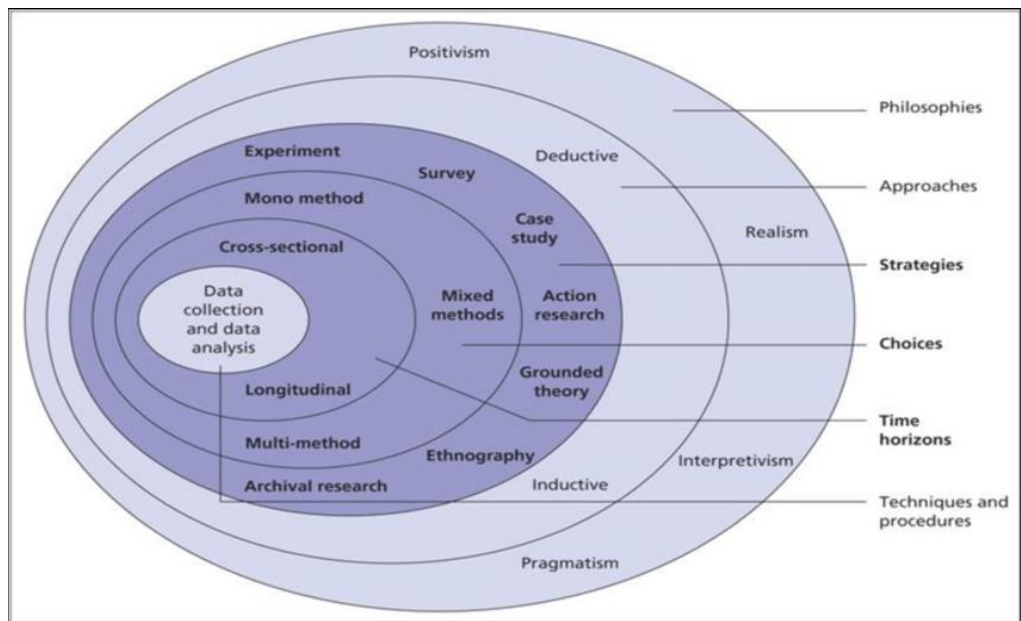 Positivism
Philosophies
Deductive
Approaches
Experiment
Survey
Mono method
Case
study
Realism
Cross-sectional
Strategies
Data
collection
and data
analysis
Mixed
methods
Action
research
Choices
Longitudinal
Grounded
theory
Time
horizons
Multi-method
Ethnography
Interpretivism
Archival research
Inductive
Techniques and
procedures
Pragmatism